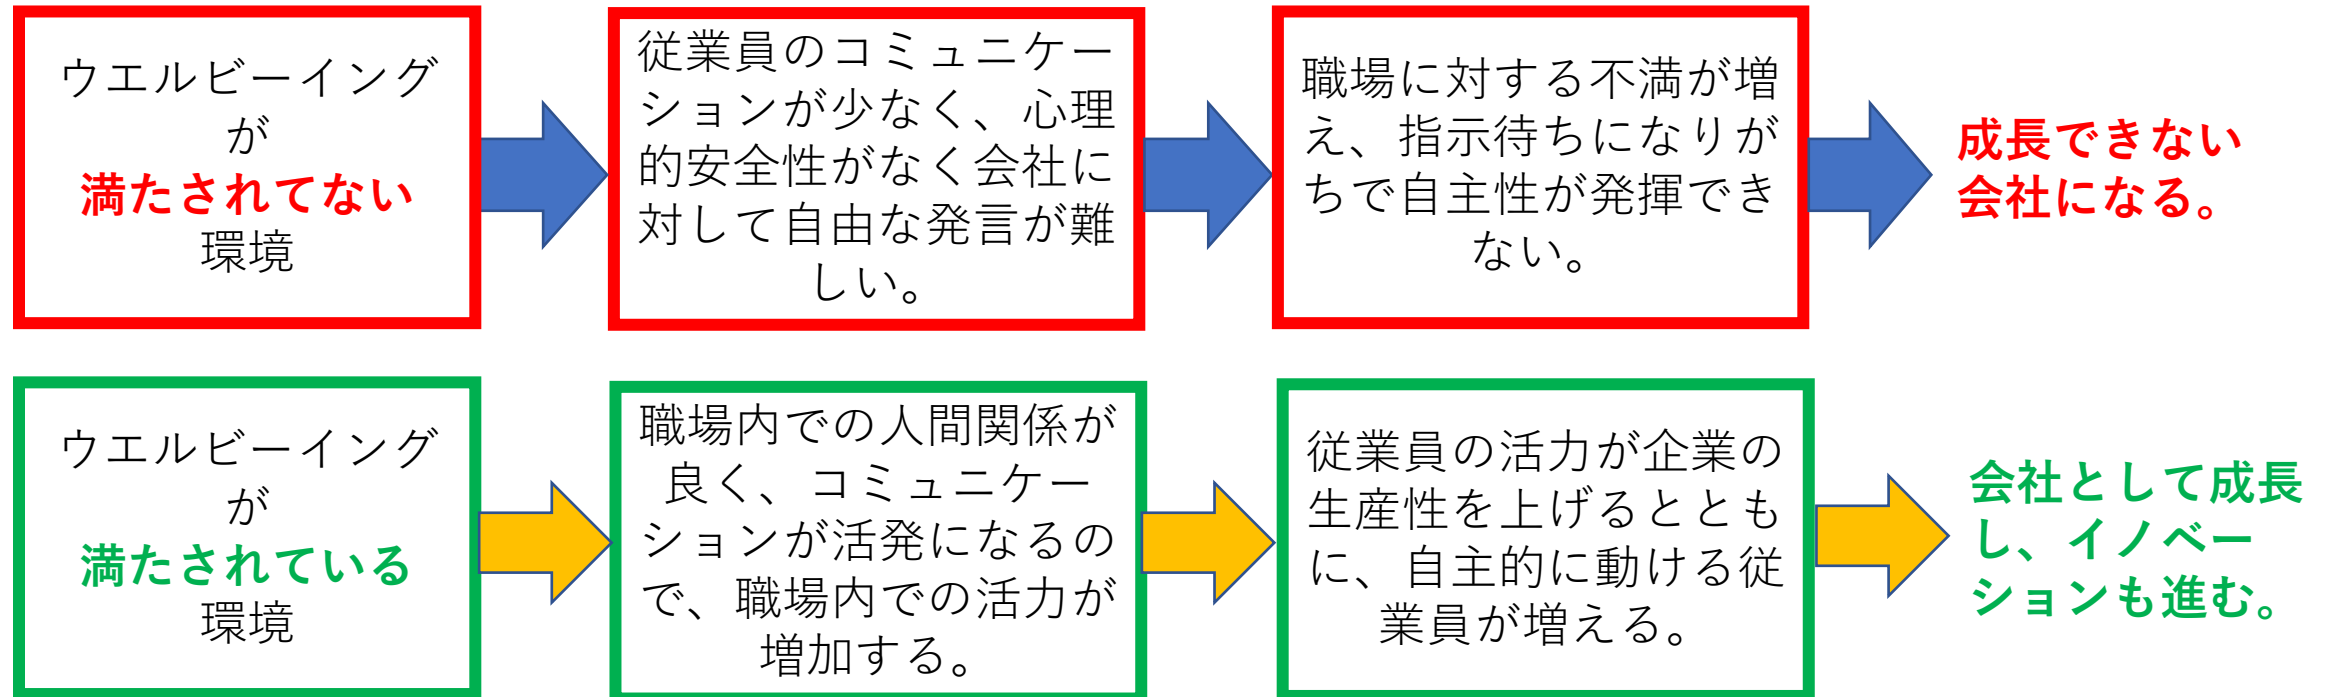 ウエルビーイング
が
満たされてない
環境
従業員のコミュニケー
ションが少なく、心理
的安全性がなく会社に
対して自由な発言が難
しい。
職場に対する不満が増
え、指示待ちになりが
ちで自主性が発揮でき
ない。
成長できない
会社になる。
ウエルビーイング
が
満たされている
環境
職場内での人間関係が
良く、コミュニケー
ションが活発になるの
で、職場内での活力が
増加する。
従業員の活力が企業の
生産性を上げるととも
に、自主的に動ける従
業員が増える。
会社として成長
し、イノベー
ションも進む。